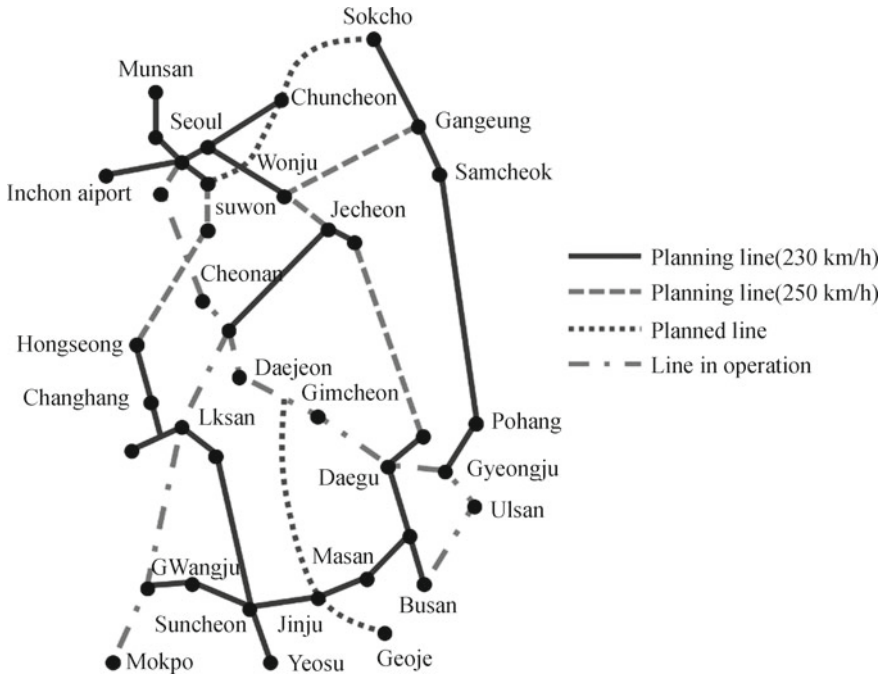 Sokcho
Munsan
Chuncheon
Seoul
Gangeung
Wonju
Samcheok
Inchon aiport
suwon
Jecheon
Planning line(230 km/h)
Cheonan
Planning line(250 km/h)
Planned line
Hongseong
Line in operation
Daejeon
Changhang
Gimcheon
Lksan
Pohang
Daegu
Gyeongju
Ulsan
Masan
GWangju
Busan
Suncheon
Jinju
Mokpo
Yeosu
Geoje